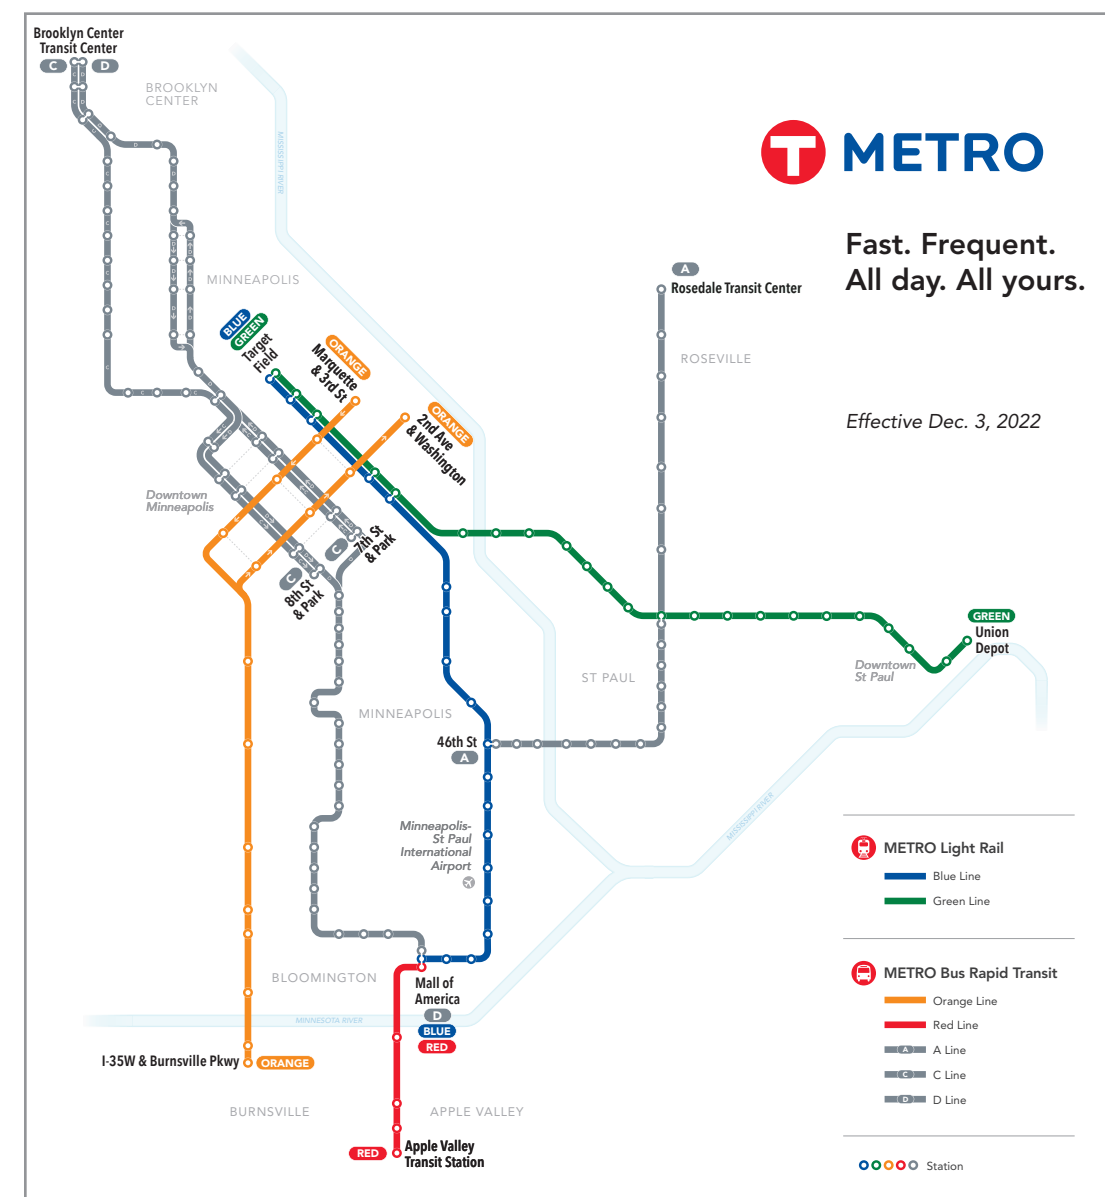 Brooklyn Center
Transit Center
C D
BROOKLYN
CENTER
MISSISSIPPI RIVER
T METRO
Fast. Frequent.
All day. All yours.
A
Rosedale Transit Center
MINNEAPOLIS
BLUE
GREEN
Target
Field
ORANGE
Marquette
& 3rd St
ORANGE
2nd Ave
& Washington
ROSEVILLE
Effective Dec. 3, 2022
Downtown
Minneapolis
C
7th St
& Park
C
8th St
& Park
GREEN
Union
Depot
Downtown
St Paul
ST PAUL
MINNEAPOLIS
46th St
A
MISSISSIPPI RIVER
Minneapolis-
St Paul
International
Airport
METRO Light Rail
Blue Line
Green Line
BLOOMINGTON
Mall of
America
D
BLUE
RED
MINNESOTA RIVER
METRO Bus Rapid Transit
Orange Line
Red Line
A A Line
C C Line
D D Line
I-35W & Burnsville Pkwy ORANGE
BURNSVILLE
APPLE VALLEY
RED
Apple Valley
Transit Station
Station